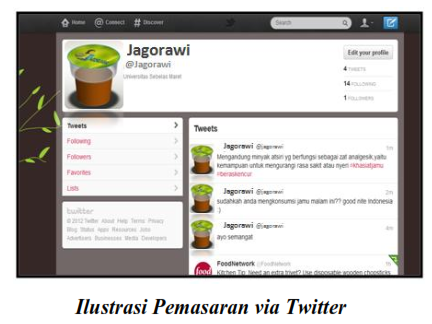 Home @ Connect # Discover
Search
Jagorawi
@Jagorawi
Universitas Sebelas Maret
Edit your profile
4 TWEETS
14 FOLLOWING
1 FOLLOWERS
Tweets
Following
Followers
Favorites
Lists
twitter
© 2012 Twitter About Help Terms Privacy
Blog Status Apps Resources Jobs
Advertisers Businesses Media Developers
Tweets
Jagorawi @jagorawi 1m
Mengandung minyak atsiri yg berfungsi sebagai zat analgesik,yaitu
kemampuan untuk mengurangi rasa sakit atau nyeri #khasiatjamu
#beraskencur
Jagorawi @jagorawi 2m
sudahkah anda mengkonsumsi jamu malam ini?? good nite Indonesia
:)
Jagorawi @jagorawi 4m
ayo semangat
food FoodNetwork @FoodNetwork
Kitchen Tip: Need an extra trivet? Use disposable wooden chopsticks
Ilustrasi Pemasaran via Twitter